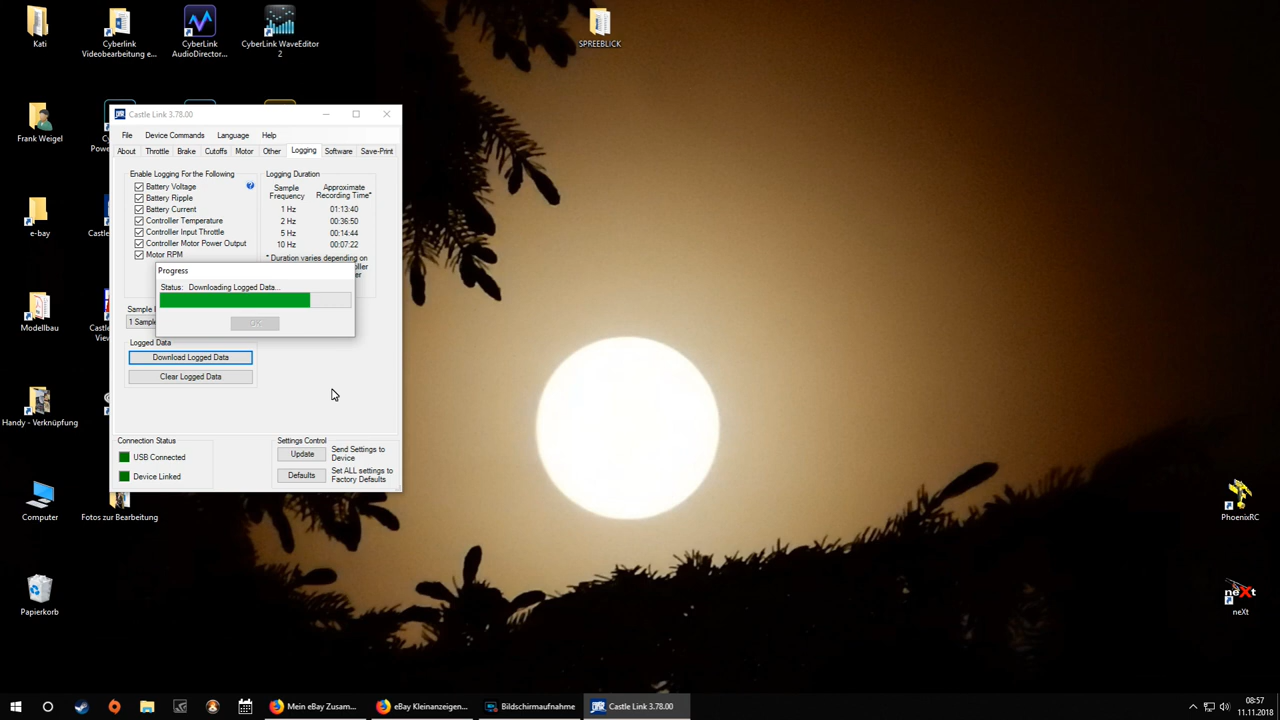 Kati
Cyberlink
Videobearbeitung e...
CyberLink
AudioDirector...
CyberLink WaveEditor
2
SPREEBLICK
Frank Weigel
Cy
Power
e-bay
Castle
Modellbau
Castle
View
Handy - Verknüpfung
Computer
Fotos zur Bearbeitung
Papierkorb
PhoenixRC
neXt
neXt
Castle Link 3.78.00
File
Device Commands
Language
Help
About
Throttle
Brake
Cutoffs
Motor
Other
Logging
Software
Save-Print
Enable Logging For the Following
Battery Voltage
Battery Ripple
Battery Current
Controller Temperature
Controller Input Throttle
Controller Motor Power Output
Motor RPM
Logging Duration
Sample Frequency
Approximate Recording Time*
1 Hz 01:13:40
2 Hz 00:36:50
5 Hz 00:14:44
10 Hz 00:07:22
* Duration varies depending on
Progress
Status: Downloading Logged Data...
OK
Sample
1 Sample
Logged Data
Download Logged Data
Clear Logged Data
Connection Status
USB Connected
Device Linked
Settings Control
Update
Send Settings to
Device
Defaults
Set ALL settings to
Factory Defaults
Mein eBay Zusam...
eBay Kleinanzeigen...
Bildschirmaufnahme
Castle Link 3.78.00
08:57
11.11.2018